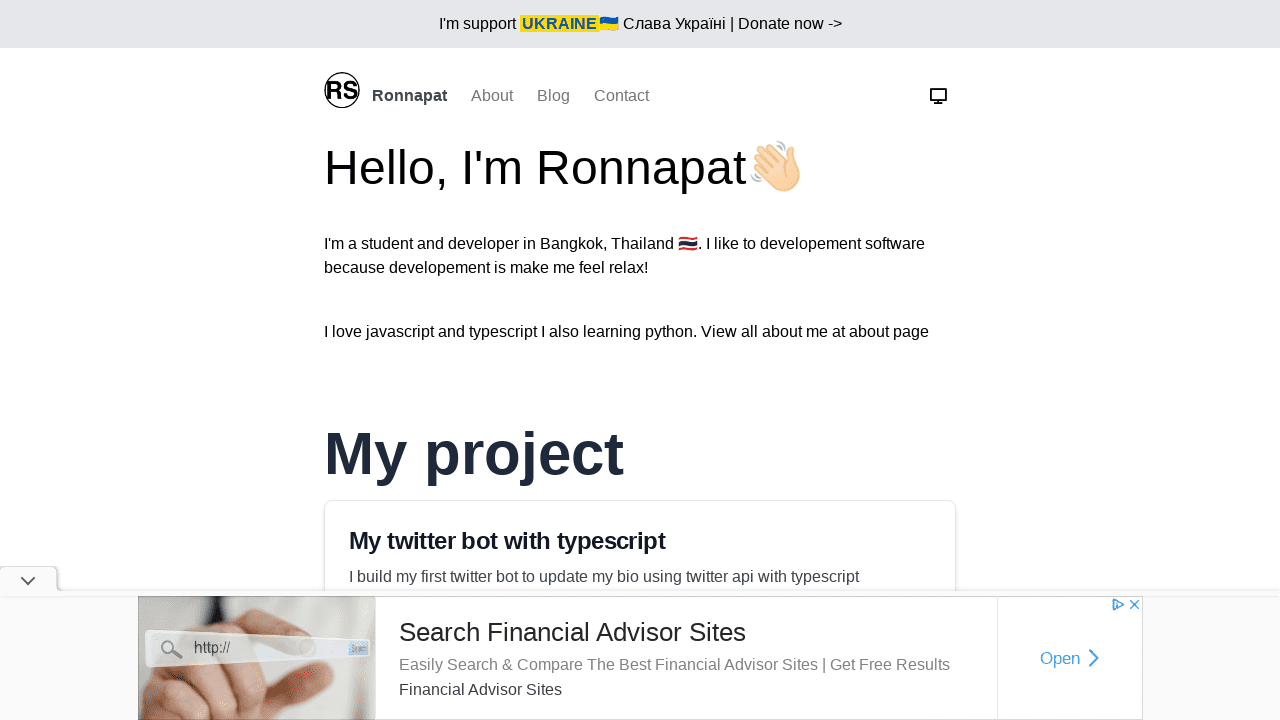 I'm support UKRAINE🇺🇦 Слава Україні | Donate now ->
RS Ronnapat About Blog Contact
Hello, I'm Ronnapat👋🏻
I'm a student and developer in Bangkok, Thailand 🇹🇭. I like to developement software
because developement is make me feel relax!
I love javascript and typescript I also learning python. View all about me at about page
My project
My twitter bot with typescript
I build my first twitter bot to update my bio using twitter api with typescript
http://
Search Financial Advisor Sites
Easily Search & Compare The Best Financial Advisor Sites | Get Free Results
Financial Advisor Sites
Open